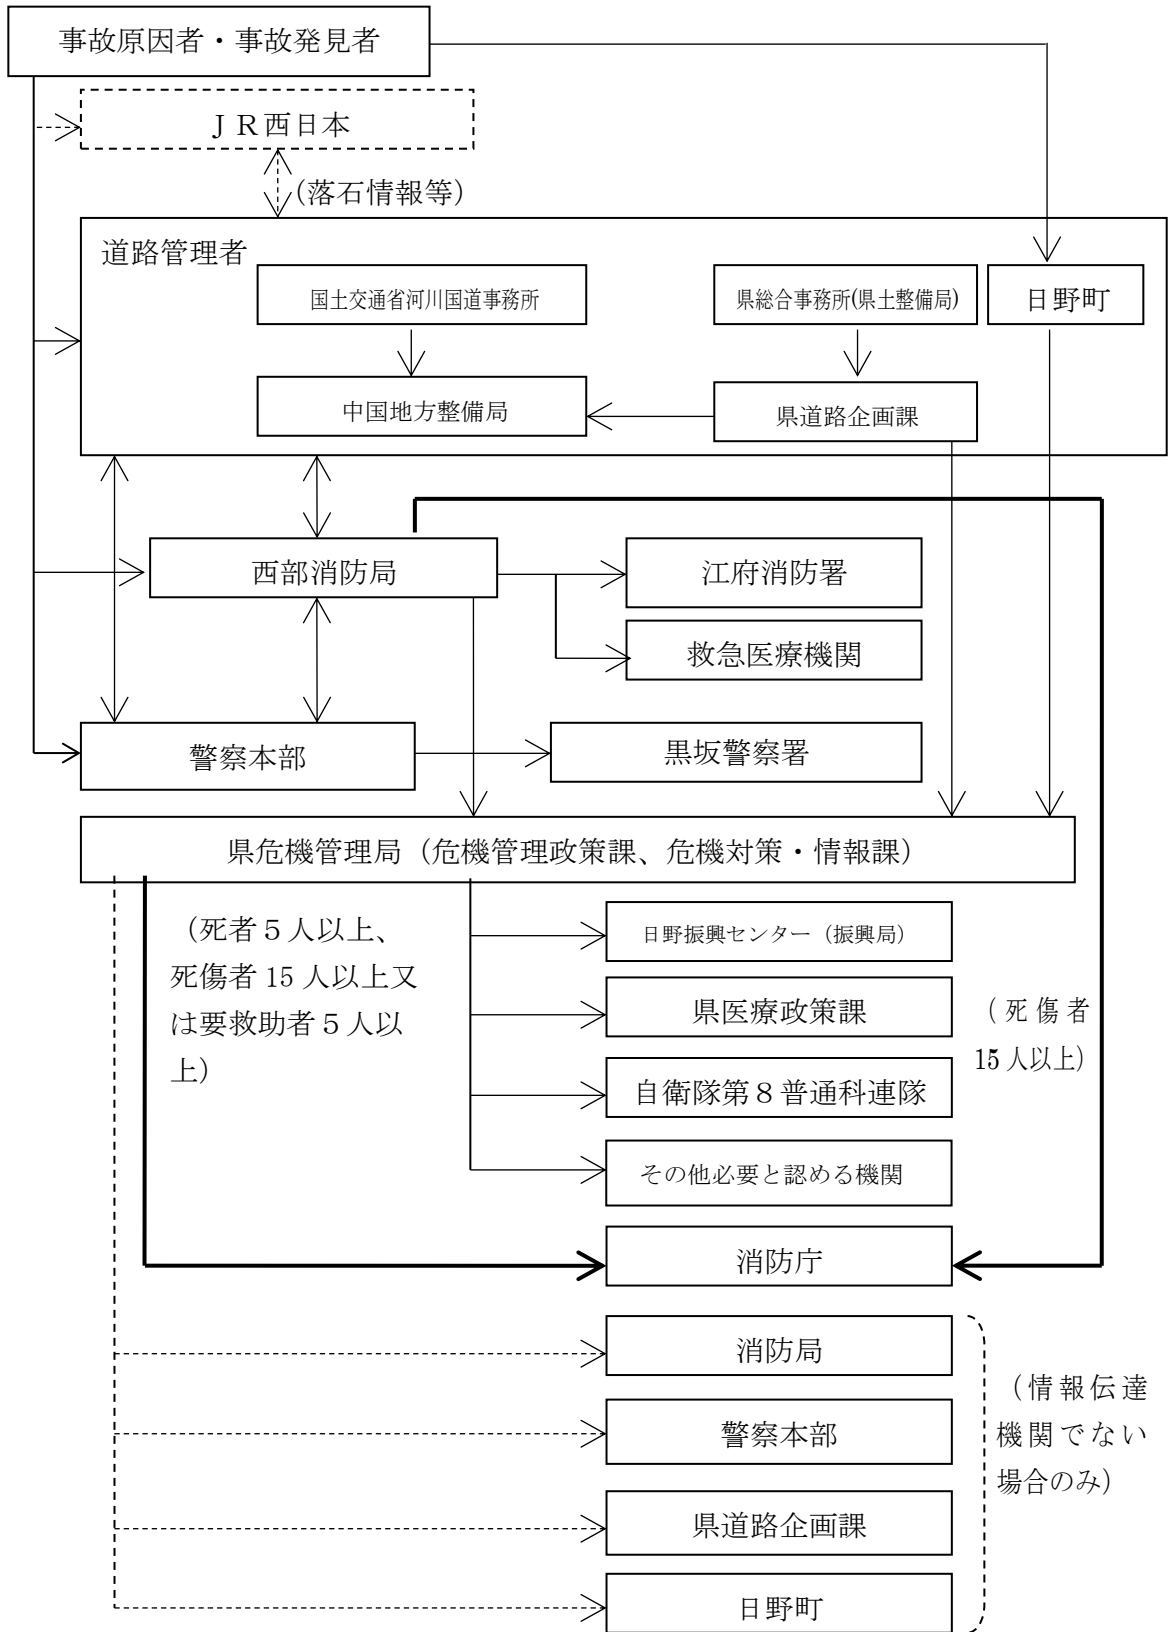 事故原因者・事故発見者
ＪＲ西日本
(落石情報等)
道路管理者
国土交通省河川国道事務所
県総合事務所(県土整備局)
日野町
中国地方整備局
県道路企画課
西部消防局
江府消防署
救急医療機関
警察本部
黒坂警察署
県危機管理局（危機管理政策課、危機対策・情報課）
（死者５人以上、
死傷者 15 人以上又
は要救助者５人以
上）
日野振興センター（振興局）
県医療政策課
（死傷者
15 人以上）
自衛隊第８普通科連隊
その他必要と認める機関
消防庁
消防局
警察本部
県道路企画課
日野町
（情報伝達
機関でない
場合のみ）